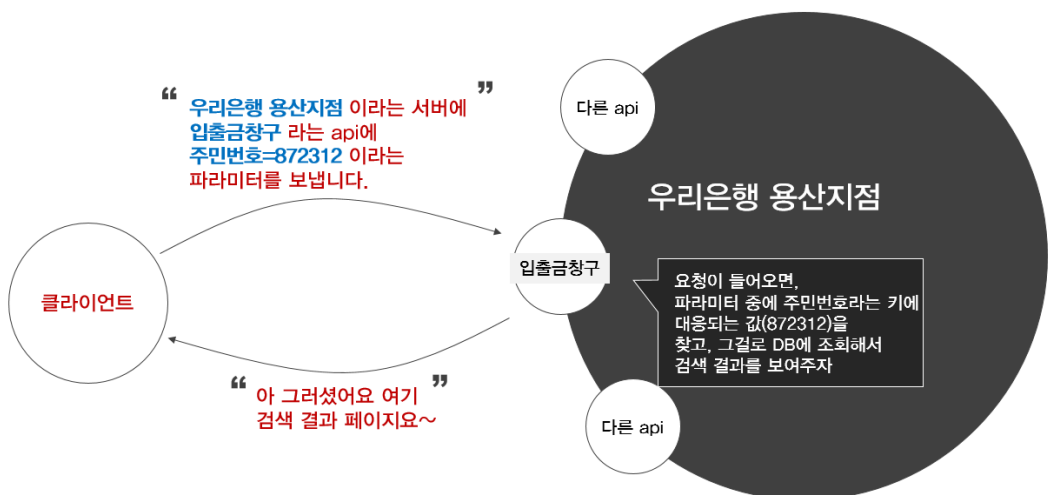 “ 우리은행 용산지점 이라는 서버에 ”
입출금창구 라는 api에
주민번호=872312 이라는
파라미터를 보냅니다.
다른 api
우리은행 용산지점
입출금창구
클라이언트
요청이 들어오면,
파라미터 중에 주민번호라는 키에
대응되는 값(872312)을
찾고, 그걸로 DB에 조회해서
검색 결과를 보여주자
“ 아 그러셨어요 여기 ”
검색 결과 페이지요~
다른 api